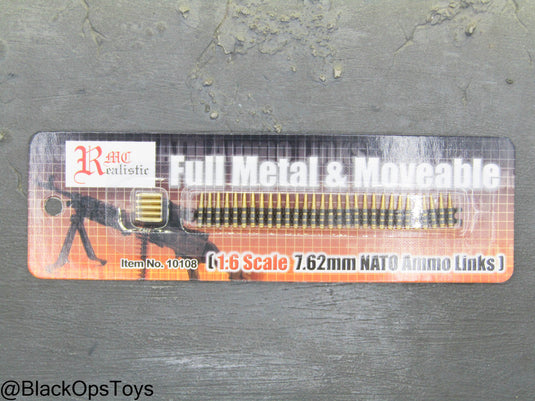 RMC
Realistic
Full Metal & Moveable
Item No. 10108
( 1:6 Scale 7.62mm NATO Ammo Links )
@BlackOpsToys